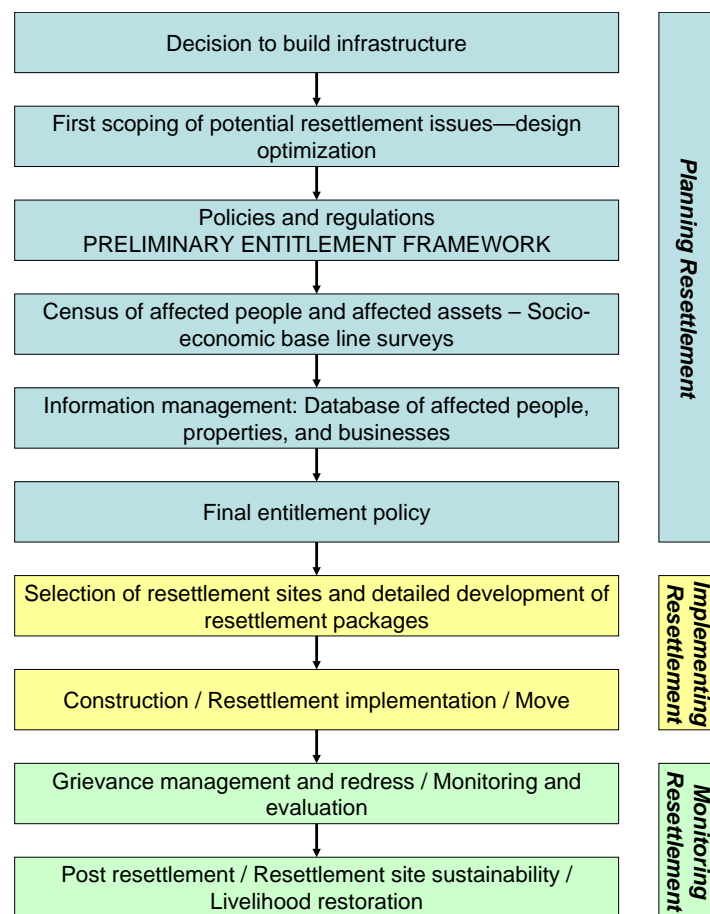 Decision to build infrastructure
First scoping of potential resettlement issues—design
optimization
Policies and regulations
PRELIMINARY ENTITLEMENT FRAMEWORK
Census of affected people and affected assets – Socio-
economic base line surveys
Information management: Database of affected people,
properties, and businesses
Final entitlement policy
Planning Resettlement
Selection of resettlement sites and detailed development of
resettlement packages
Construction / Resettlement implementation / Move
Implementing
Resettlement
Grievance management and redress / Monitoring and
evaluation
Post resettlement / Resettlement site sustainability /
Livelihood restoration
Monitoring
Resettlement